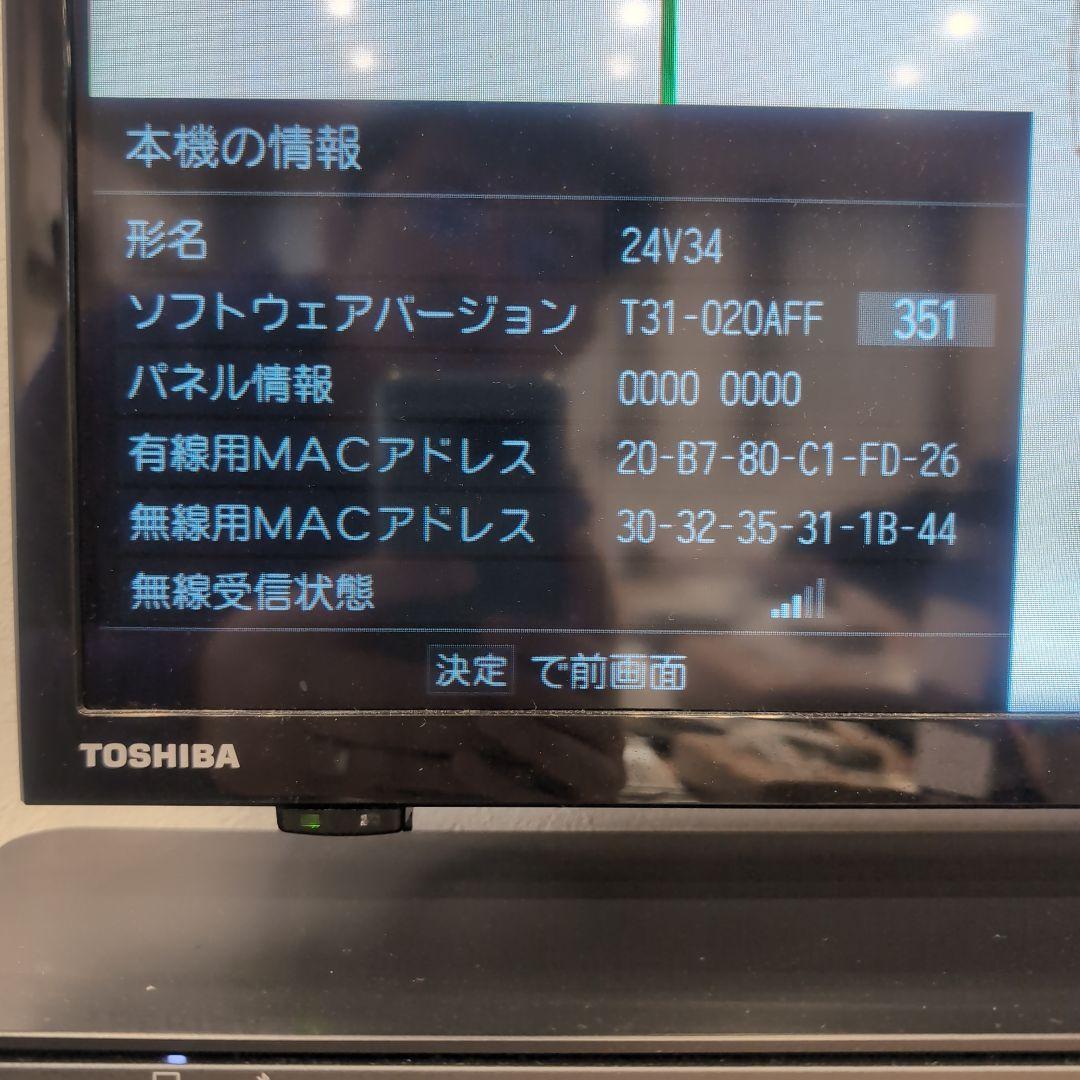 本機の情報
形名 24V34
ソフトウェアバージョン T31-020AFF 351
パネル情報 0000 0000
有線用ＭＡＣアドレス 20-B7-80-C1-FD-26
無線用ＭＡＣアドレス 30-32-35-31-1B-44
無線受信状態
決定 で前画面
TOSHIBA